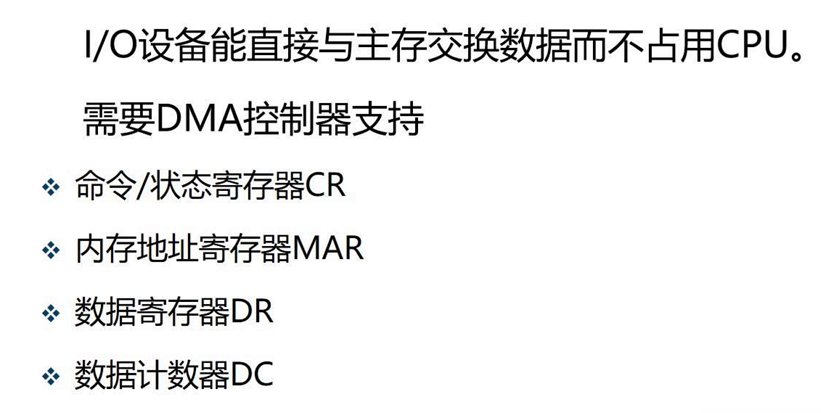 I/O设备能直接与主存交换数据而不占用CPU。
需要DMA控制器支持
命令/状态寄存器CR
内存地址寄存器MAR
数据寄存器DR
数据计数器DC